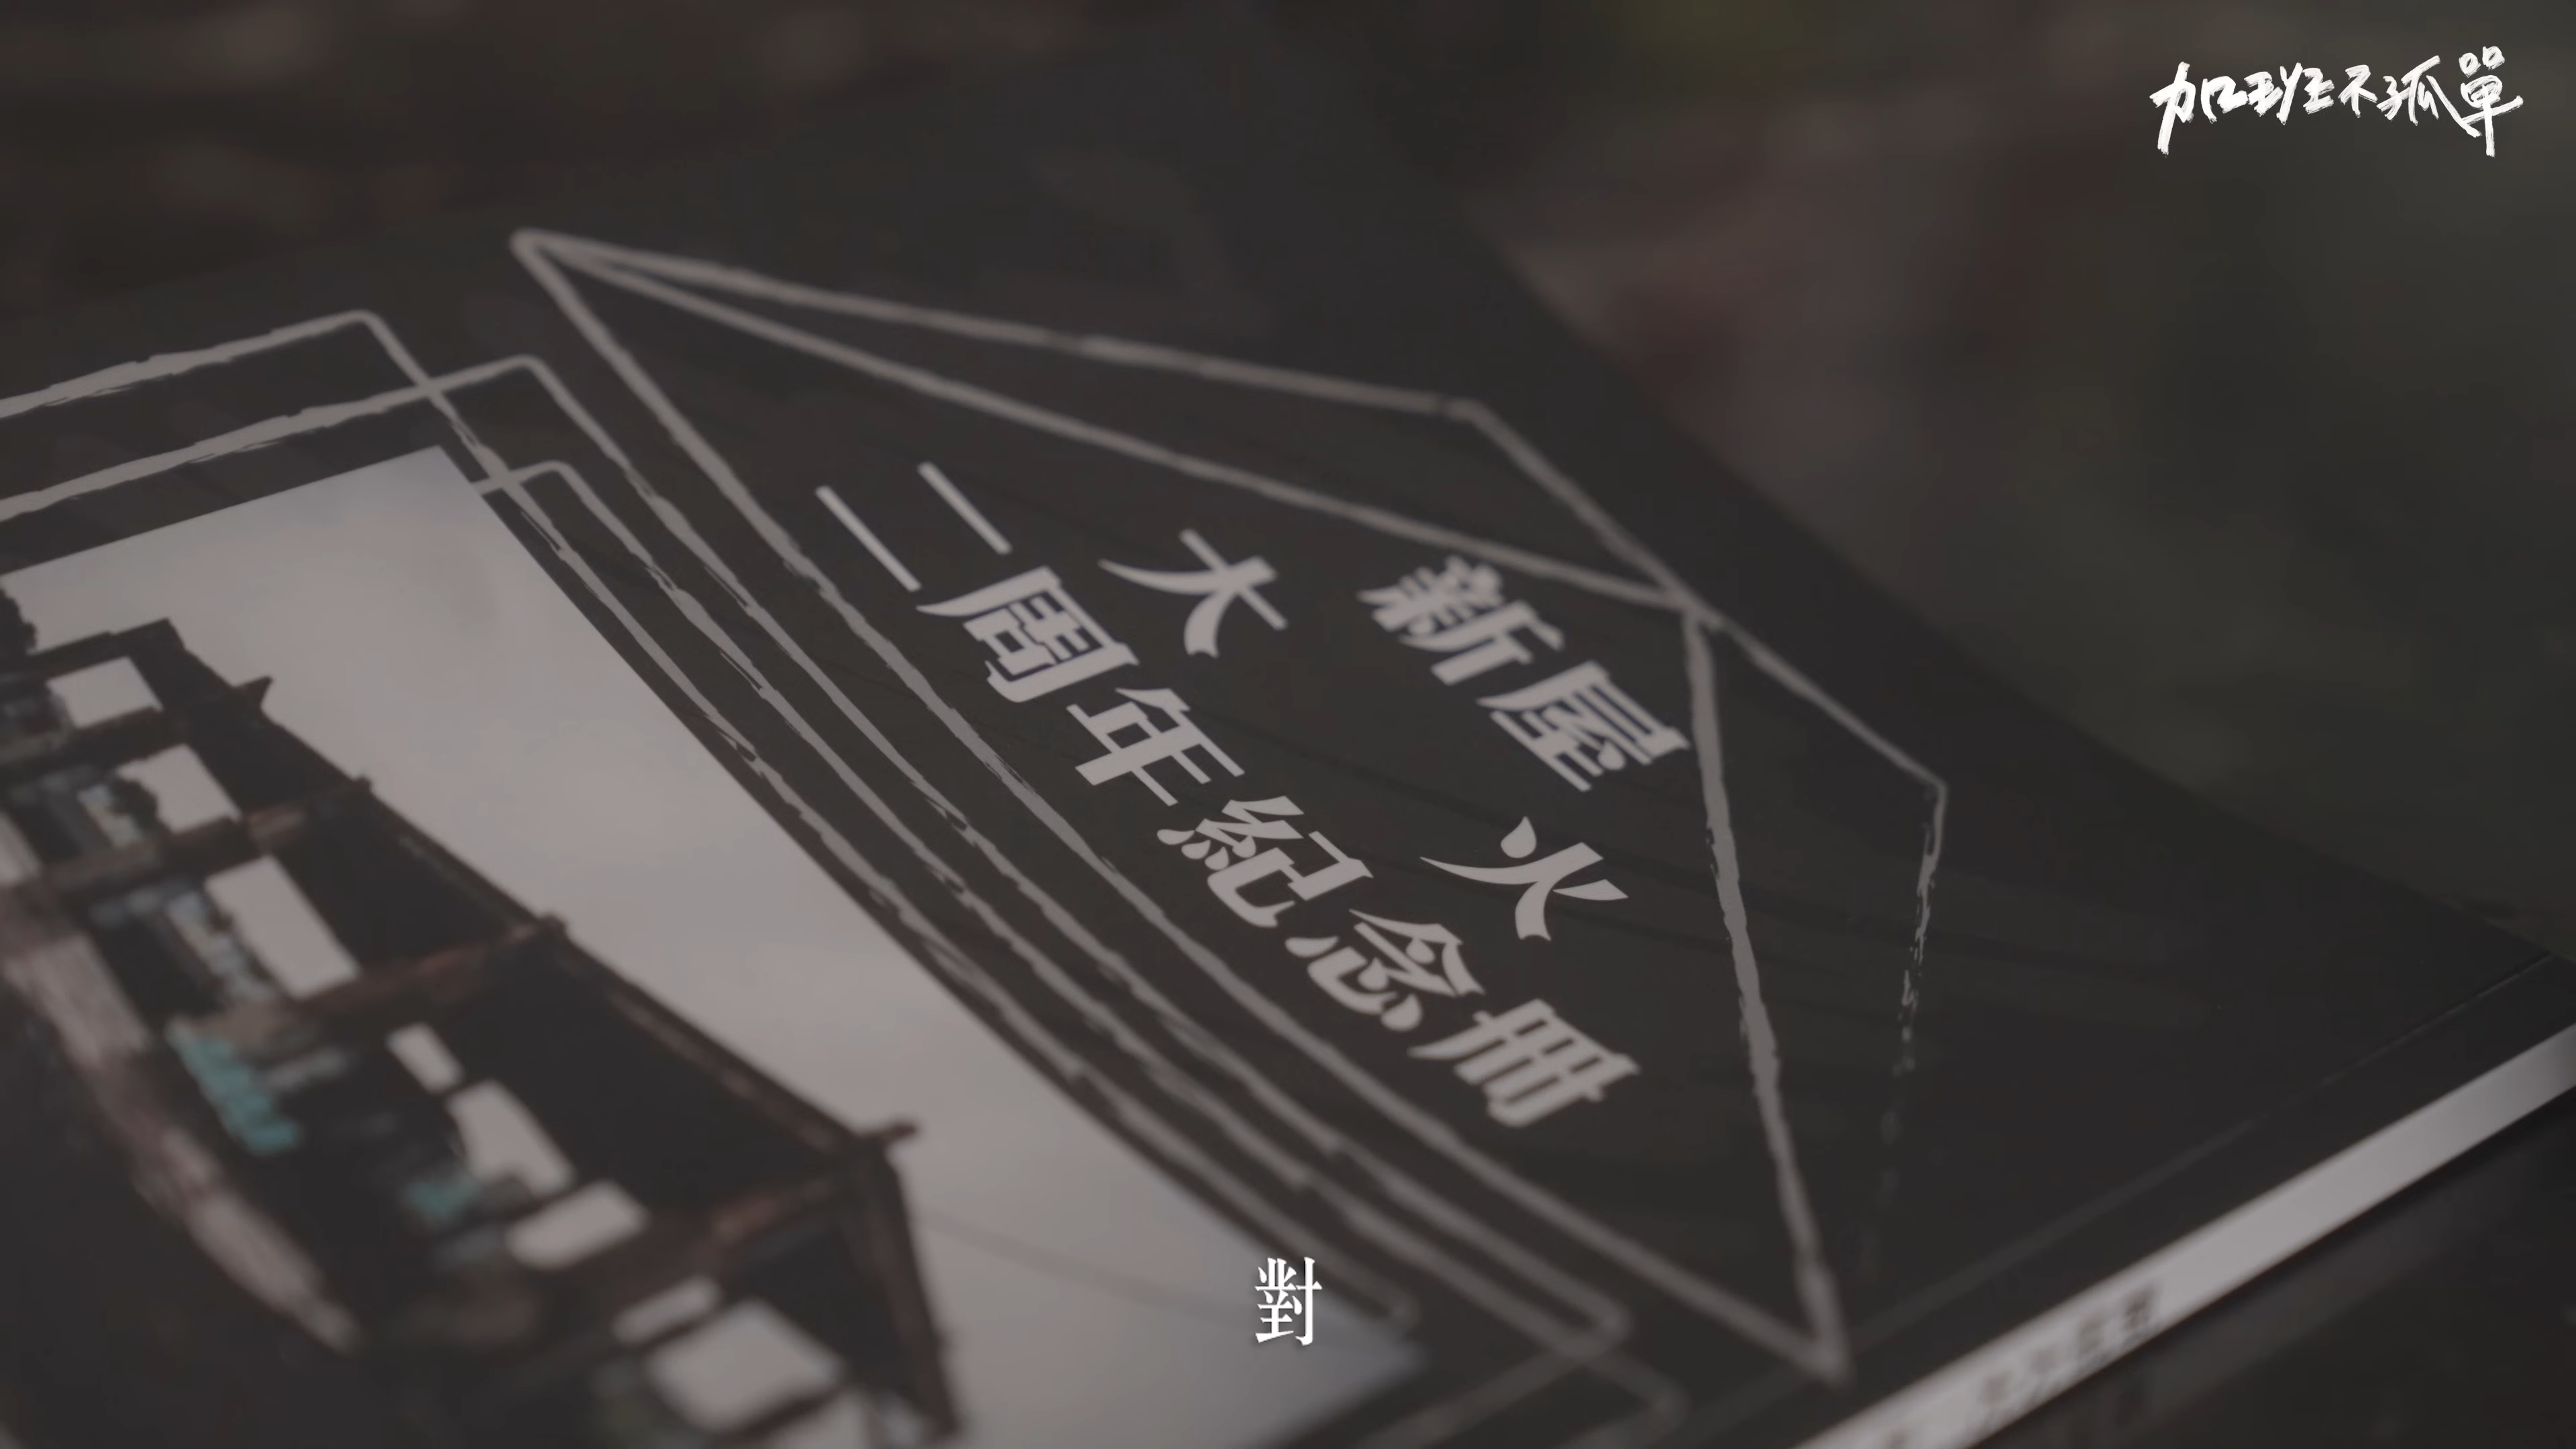 加班不孤單
新屋
大火
二周年紀念冊
對